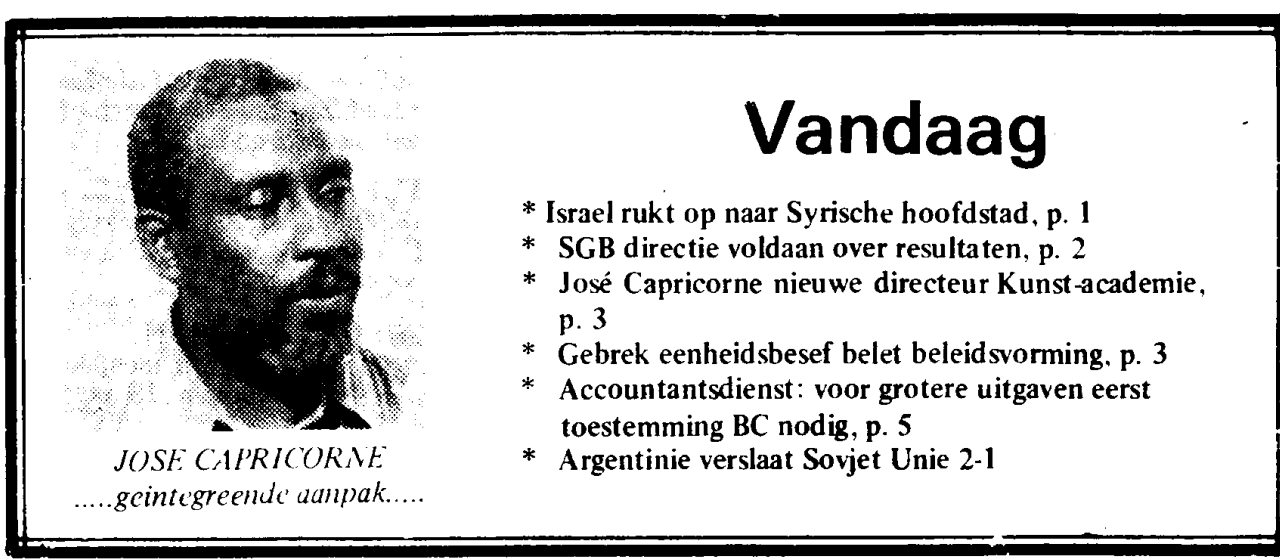 Vandaag
* Israel rukt op naar Syrische hoofdstad, p. 1
* SGB directie voldaan over resultaten, p. 2
* José Capricorne nieuwe directeur Kunst-academie,
p. 3
* Gebrek eenheidsbesef belet beleidsvorming, p. 3
* Accountantsdienst: voor grotere uitgaven eerst
toestemming BC nodig, p. 5
* Argentinie verslaat Sovjet Unie 2-1
JOSE CAPRICORNE
.....geintegreende aanpak.....